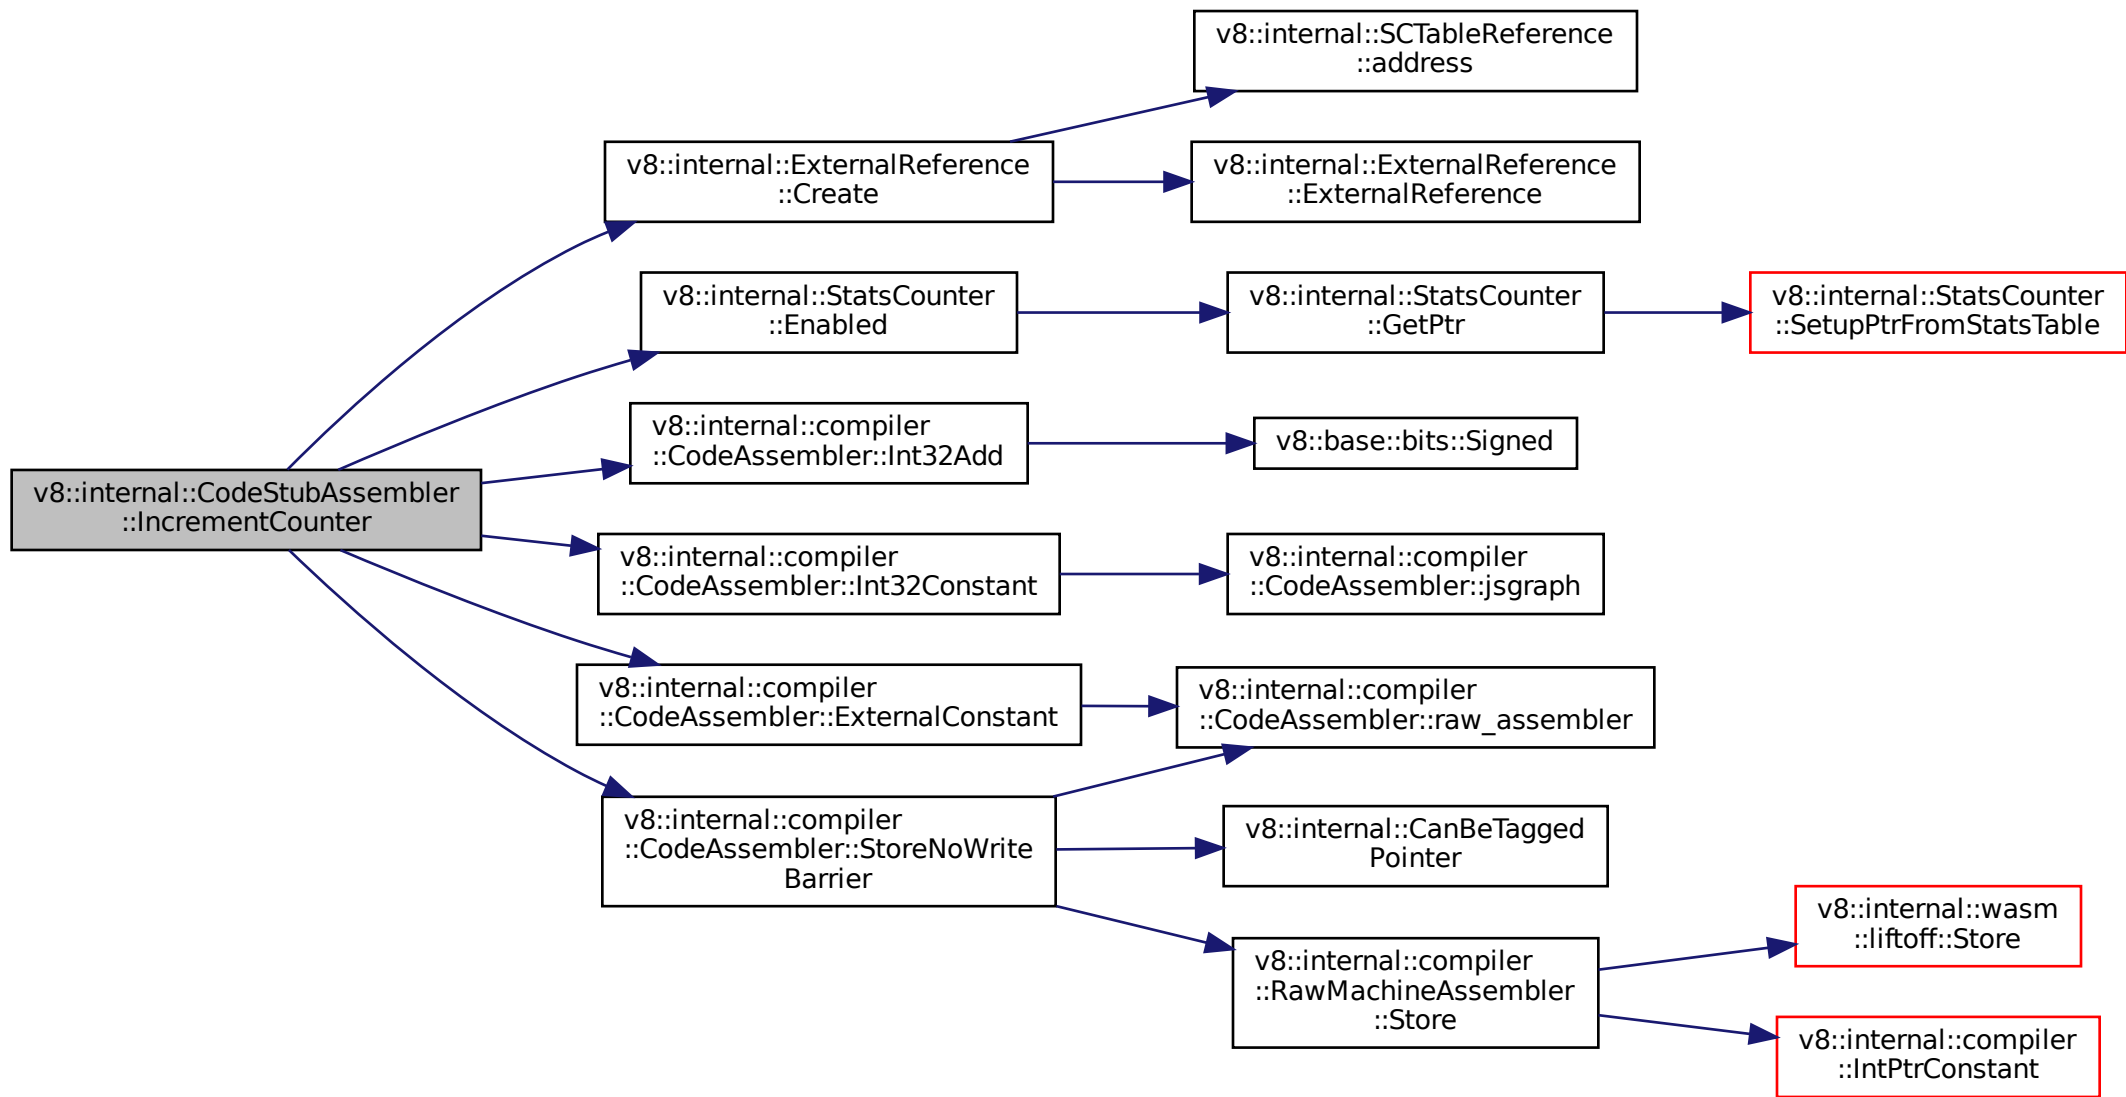 v8::internal::SCTableReference
::address
v8::internal::ExternalReference
::Create
v8::internal::ExternalReference
::ExternalReference
v8::internal::StatsCounter
::Enabled
v8::internal::StatsCounter
::GetPtr
v8::internal::StatsCounter
::SetupPtrFromStatsTable
v8::internal::compiler
::CodeAssembler::Int32Add
v8::base::bits::Signed
v8::internal::CodeStubAssembler
::IncrementCounter
v8::internal::compiler
::CodeAssembler::Int32Constant
v8::internal::compiler
::CodeAssembler::jsgraph
v8::internal::compiler
::CodeAssembler::ExternalConstant
v8::internal::compiler
::CodeAssembler::raw_assembler
v8::internal::compiler
::CodeAssembler::StoreNoWrite
Barrier
v8::internal::CanBeTagged
Pointer
v8::internal::wasm
::liftoff::Store
v8::internal::compiler
::RawMachineAssembler
::Store
v8::internal::compiler
::IntPtrConstant